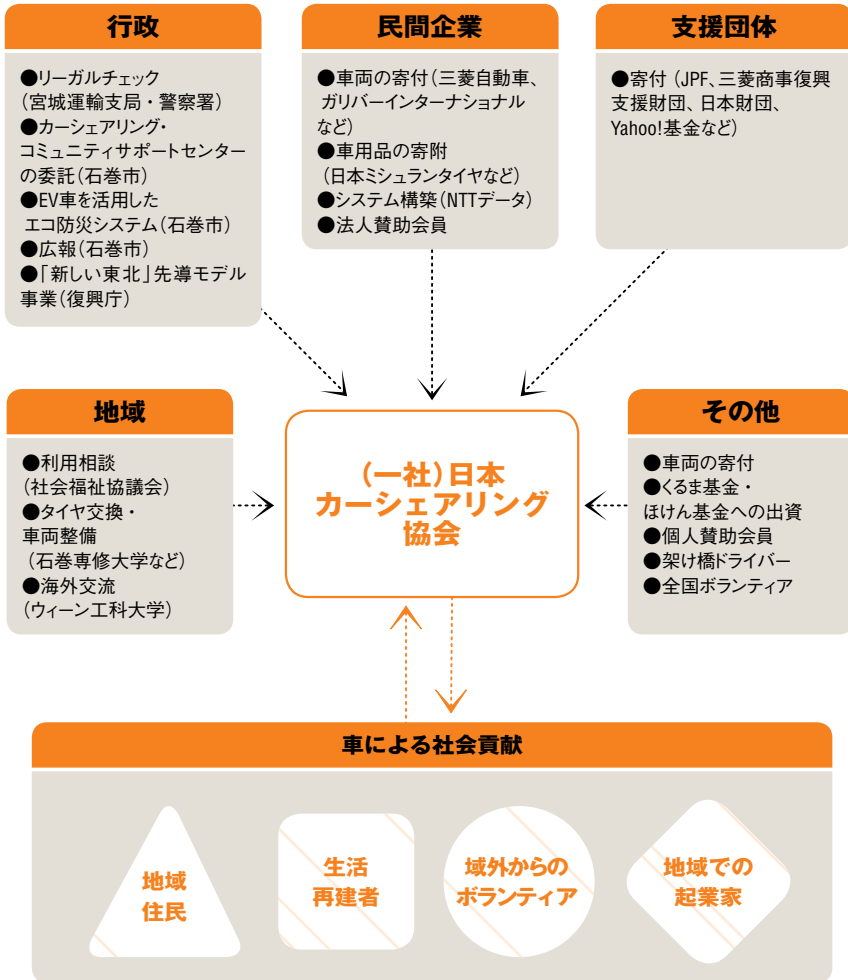 行政
●リーガルチェック
(宮城運輸支局・警察署)
●カーシェアリング・
コミュニティサポートセンター
の委託(石巻市)
●EV車を活用した
エコ防災システム(石巻市)
●広報(石巻市)
●「新しい東北」先導モデル
事業(復興庁)
民間企業
●車両の寄付(三菱自動車、
ガリバーインターナショナル
など)
●車用品の寄附
(日本ミシュランタイヤなど)
●システム構築(NTTデータ)
●法人賛助会員
支援団体
●寄付 (JPF、三菱商事復興
支援財団、日本財団、
Yahoo!基金など)
地域
●利用相談
(社会福祉協議会)
●タイヤ交換・
車両整備
(石巻専修大学など)
●海外交流
(ウィーン工科大学)
(一社)日本
カーシェアリング
協会
その他
●車両の寄付
●くるま基金・
ほけん基金への出資
●個人賛助会員
●架け橋ドライバー
●全国ボランティア
車による社会貢献
地域
住民
生活
再建者
域外からの
ボランティア
地域での
起業家